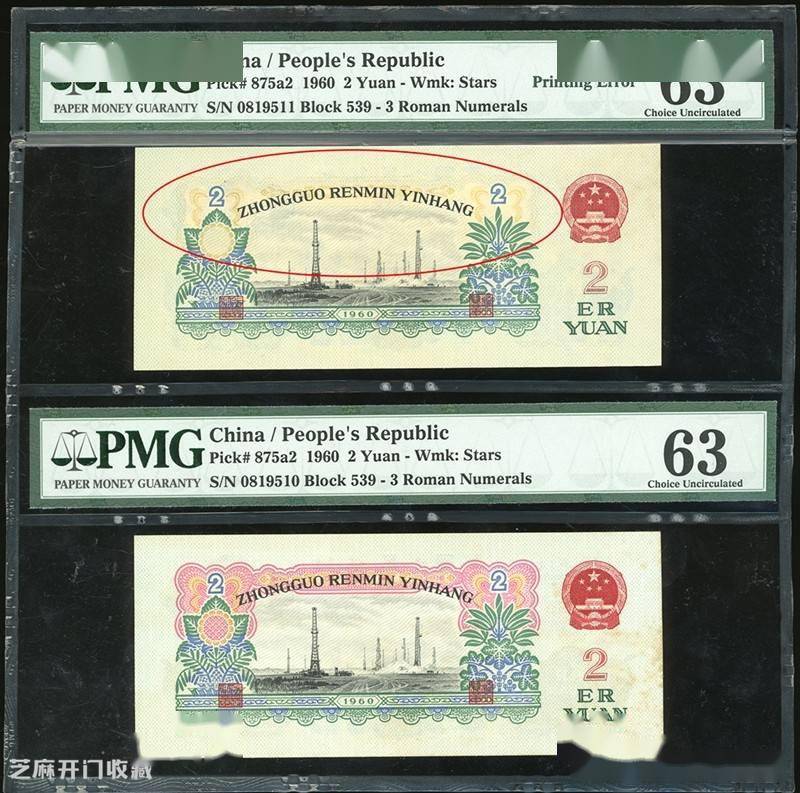 China / People's Republic
PMG Pick# 875a2 1960 2 Yuan - Wmk: Stars Printing Error 63
PAPER MONEY GUARANTY S/N 0819511 Block 539 - 3 Roman Numerals Choice Uncirculated
2 ZHONGGUO RENMIN YINHANG 2
2
ER
YUAN
1960
PMG China / People's Republic 63
Pick# 875a2 1960 2 Yuan - Wmk: Stars
PAPER MONEY GUARANTY S/N 0819510 Block 539 - 3 Roman Numerals Choice Uncirculated
2 ZHONGGUO RENMIN YINHANG 2
2
ER
YUAN
1960
芝麻开门收藏